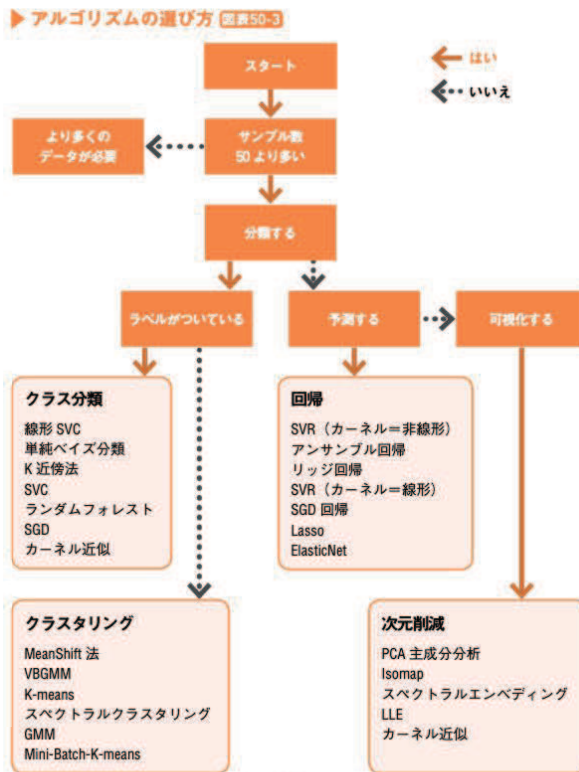 ▶アルゴリズムの選び方 図表50-3
スタート
はい
いいえ
より多くの
データが必要
サンプル数
50より多い
分類する
ラベルがついている
予測する
可視化する
クラス分類
線形 SVC
単純ベイズ分類
K 近傍法
SVC
ランダムフォレスト
SGD
カーネル近似
回帰
SVR（カーネル＝非線形）
アンサンブル回帰
リッジ回帰
SVR（カーネル＝線形）
SGD 回帰
Lasso
ElasticNet
クラスタリング
MeanShift 法
VBGMM
K-means
スペクトラルクラスタリング
GMM
Mini-Batch-K-means
次元削減
PCA 主成分分析
Isomap
スペクトラルエンベディング
LLE
カーネル近似